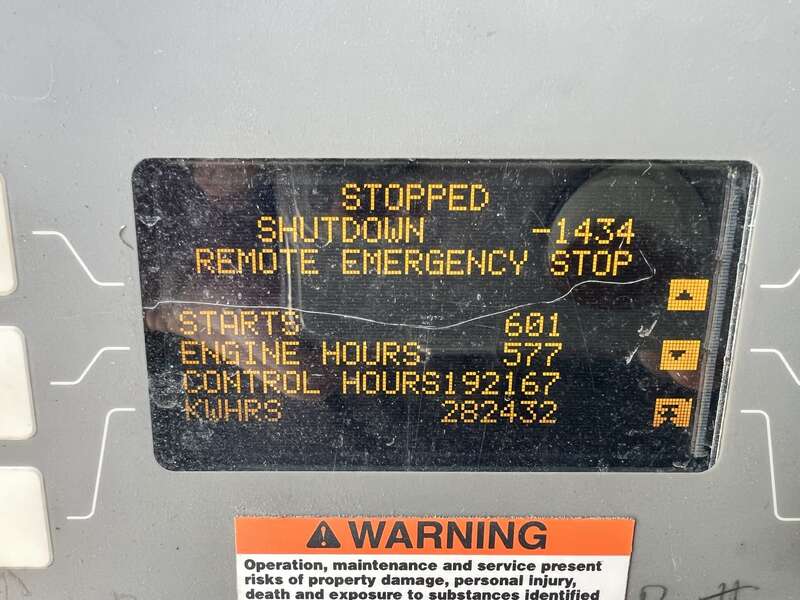 STOPPED
SHUTDOWN -1434
REMOTE EMERGENCY STOP
STARTS 601
ENGINE HOURS 577
CONTROL HOURS192167
KWHRS 282432
WARNING
Operation, maintenance and service present
risks of property damage, personal injury,
death and exposure to substances identified